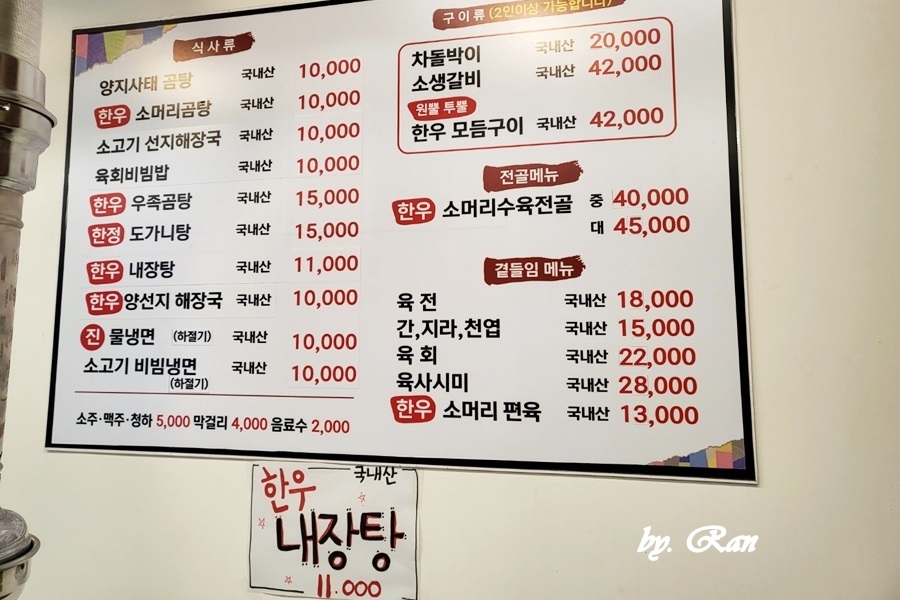 식사류
양지사태 곰탕 국내산 10,000
한우 소머리곰탕 국내산 10,000
소고기 선지해장국 국내산 10,000
육회비빔밥 국내산 10,000
한우 우족곰탕 국내산 15,000
한정 도가니탕 국내산 15,000
한우 내장탕 국내산 11,000
한우 양선지 해장국 국내산 10,000
진 물냉면 (하절기) 국내산 10,000
소고기 비빔냉면 국내산 10,000
(하절기)
소주·맥주·청하 5,000 막걸리 4,000 음료수 2,000
구이류 (2인이상 가능합니다)
차돌박이 국내산 20,000
소생갈비 국내산 42,000
원뿔 투뿔
한우 모듬구이 국내산 42,000
전골메뉴
한우 소머리수육전골 중 40,000
대 45,000
곁들임 메뉴
육 전 국내산 18,000
간,지라,천엽 국내산 15,000
육 회 국내산 22,000
육사시미 국내산 28,000
한우 소머리 편육 국내산 13,000
한우 국내산
내장탕
11.000
by. Ran